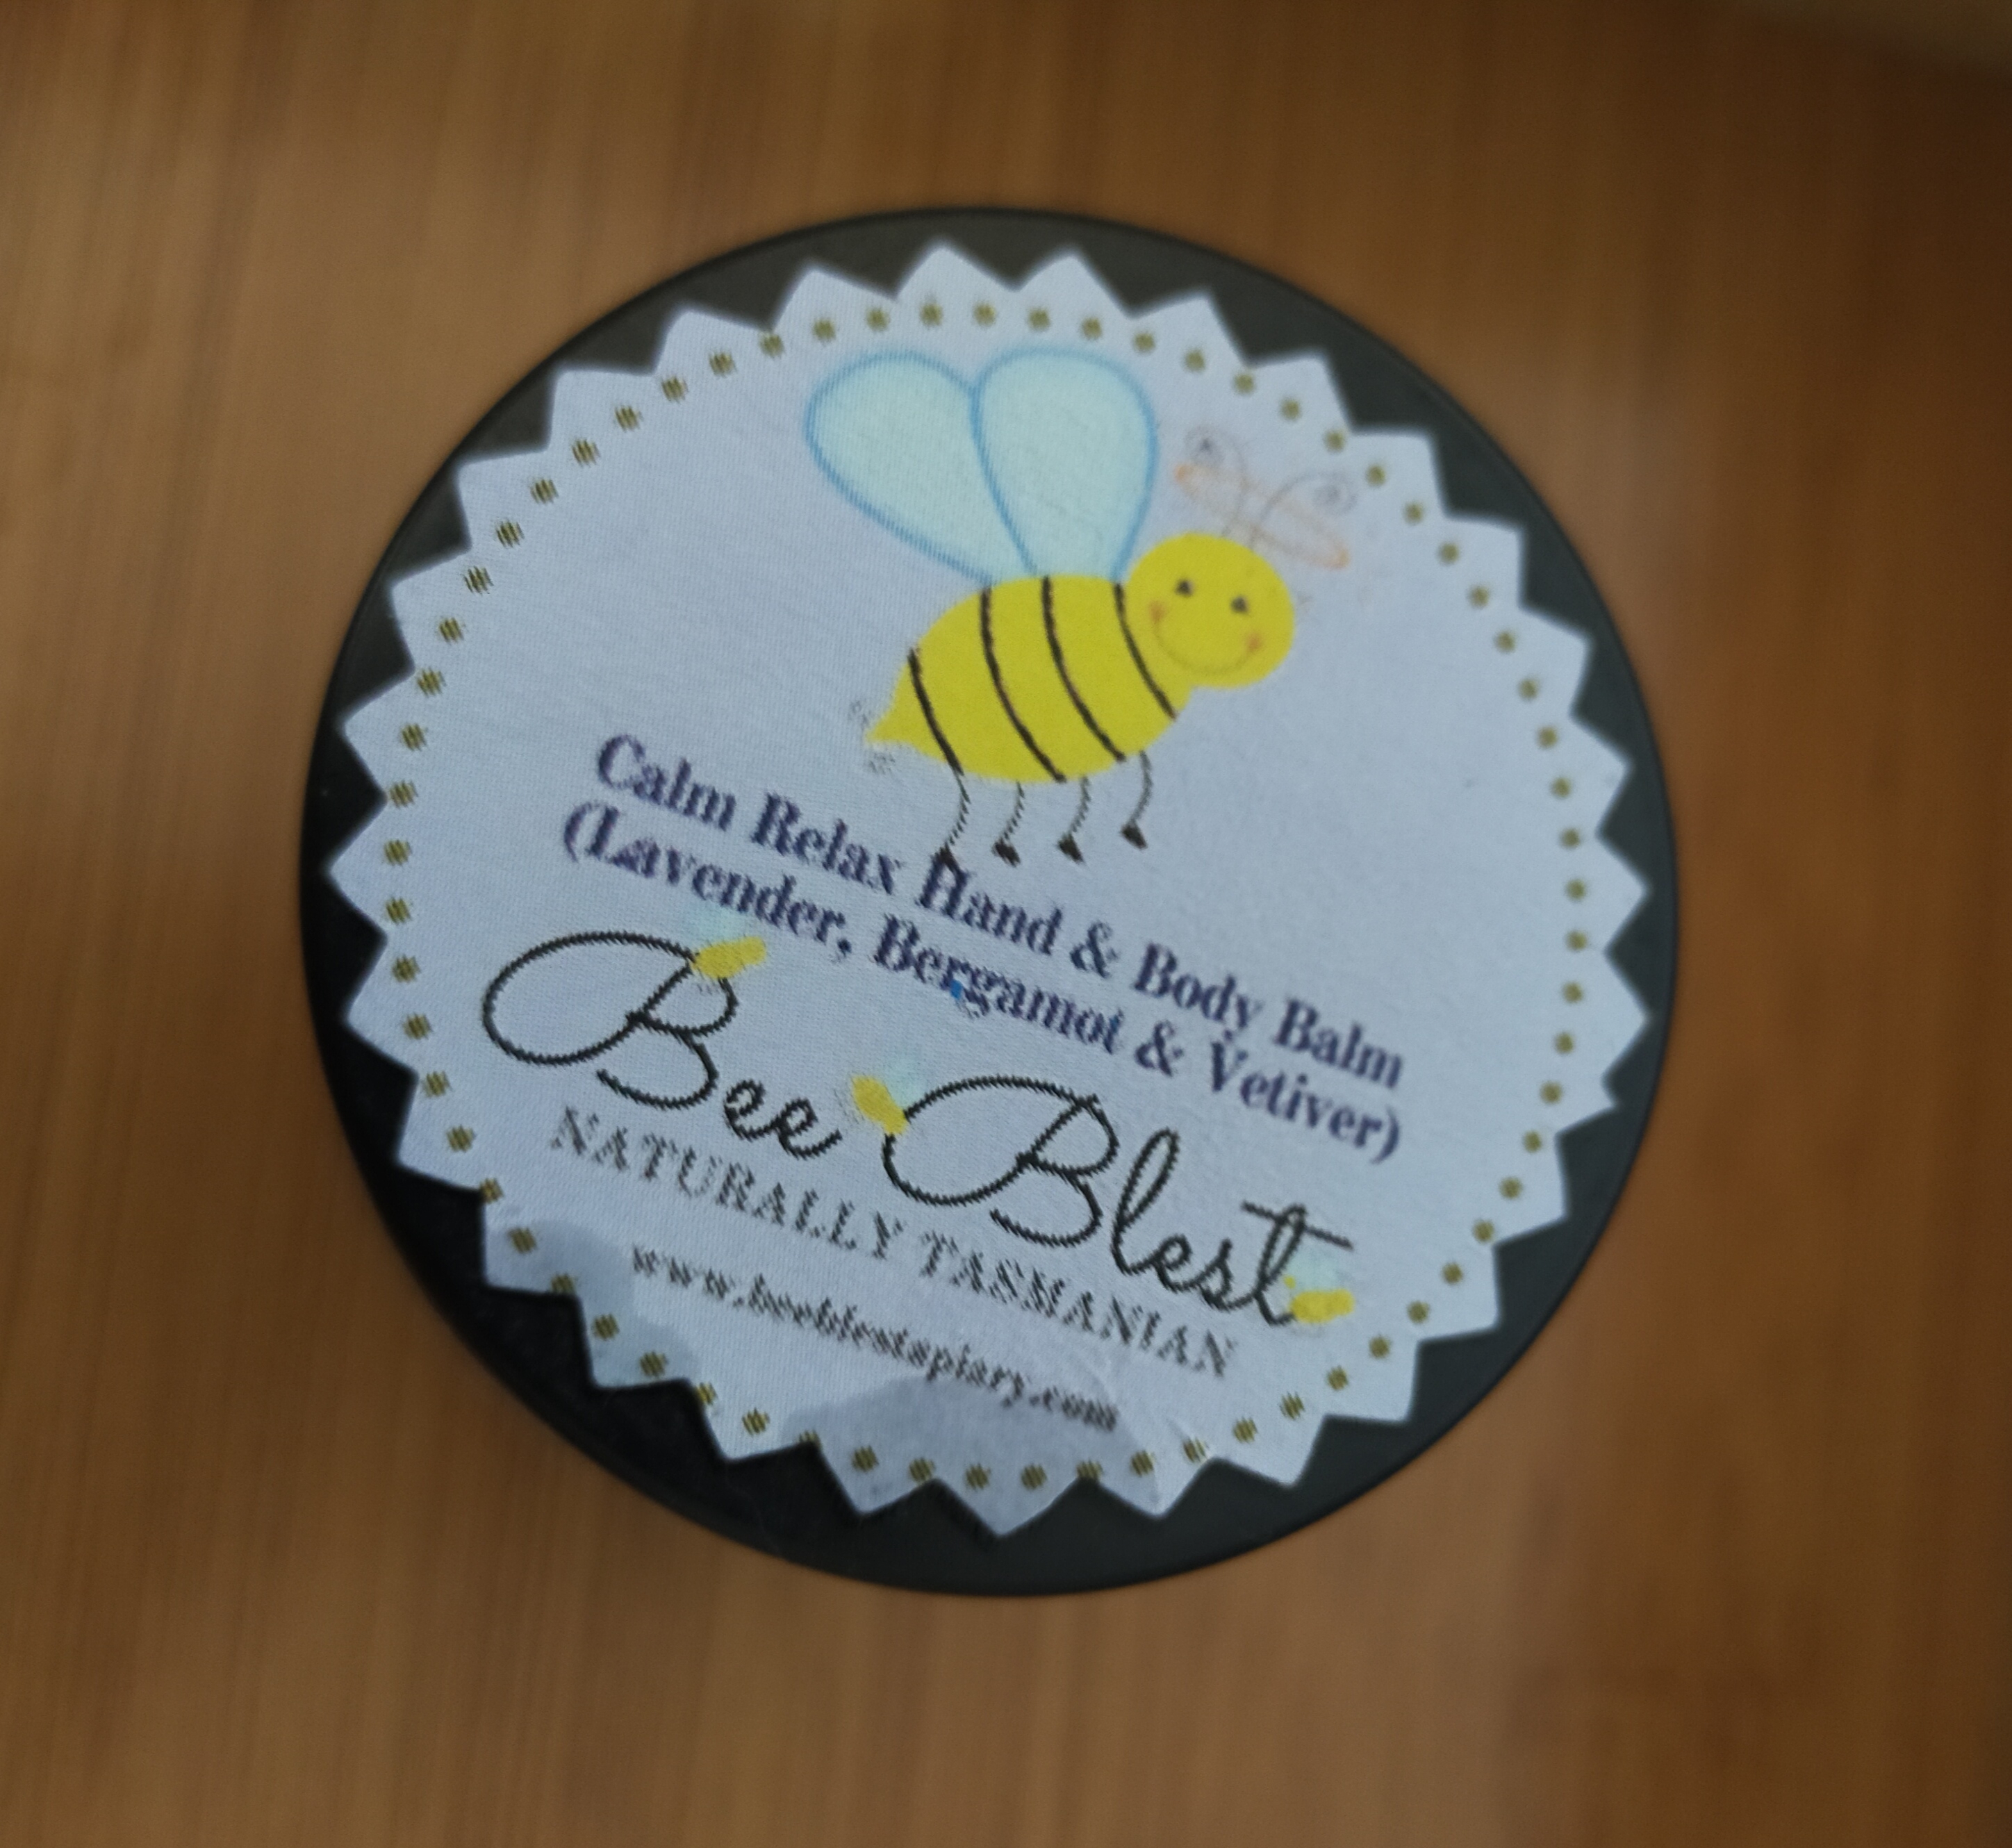 Calm Relax Hand & Body Balm
(Lavender, Bergamot & Vetiver)
Bee Blest
NATURALLY TASMANIAN
www.beeblestapiary.com